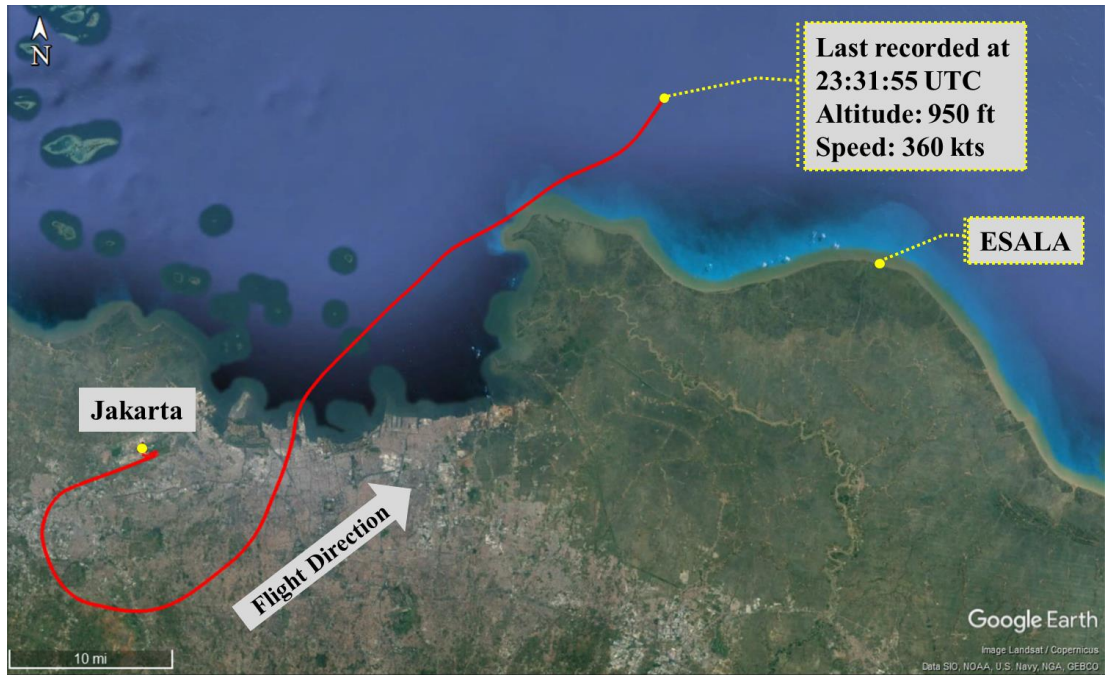 N
Last recorded at
23:31:55 UTC
Altitude: 950 ft
Speed: 360 kts
ESALA
Jakarta
Flight Direction
10 mi
Google Earth
Image Landsat / Copernicus
Data SIO, NOAA, U.S. Navy, NGA, GEBCO